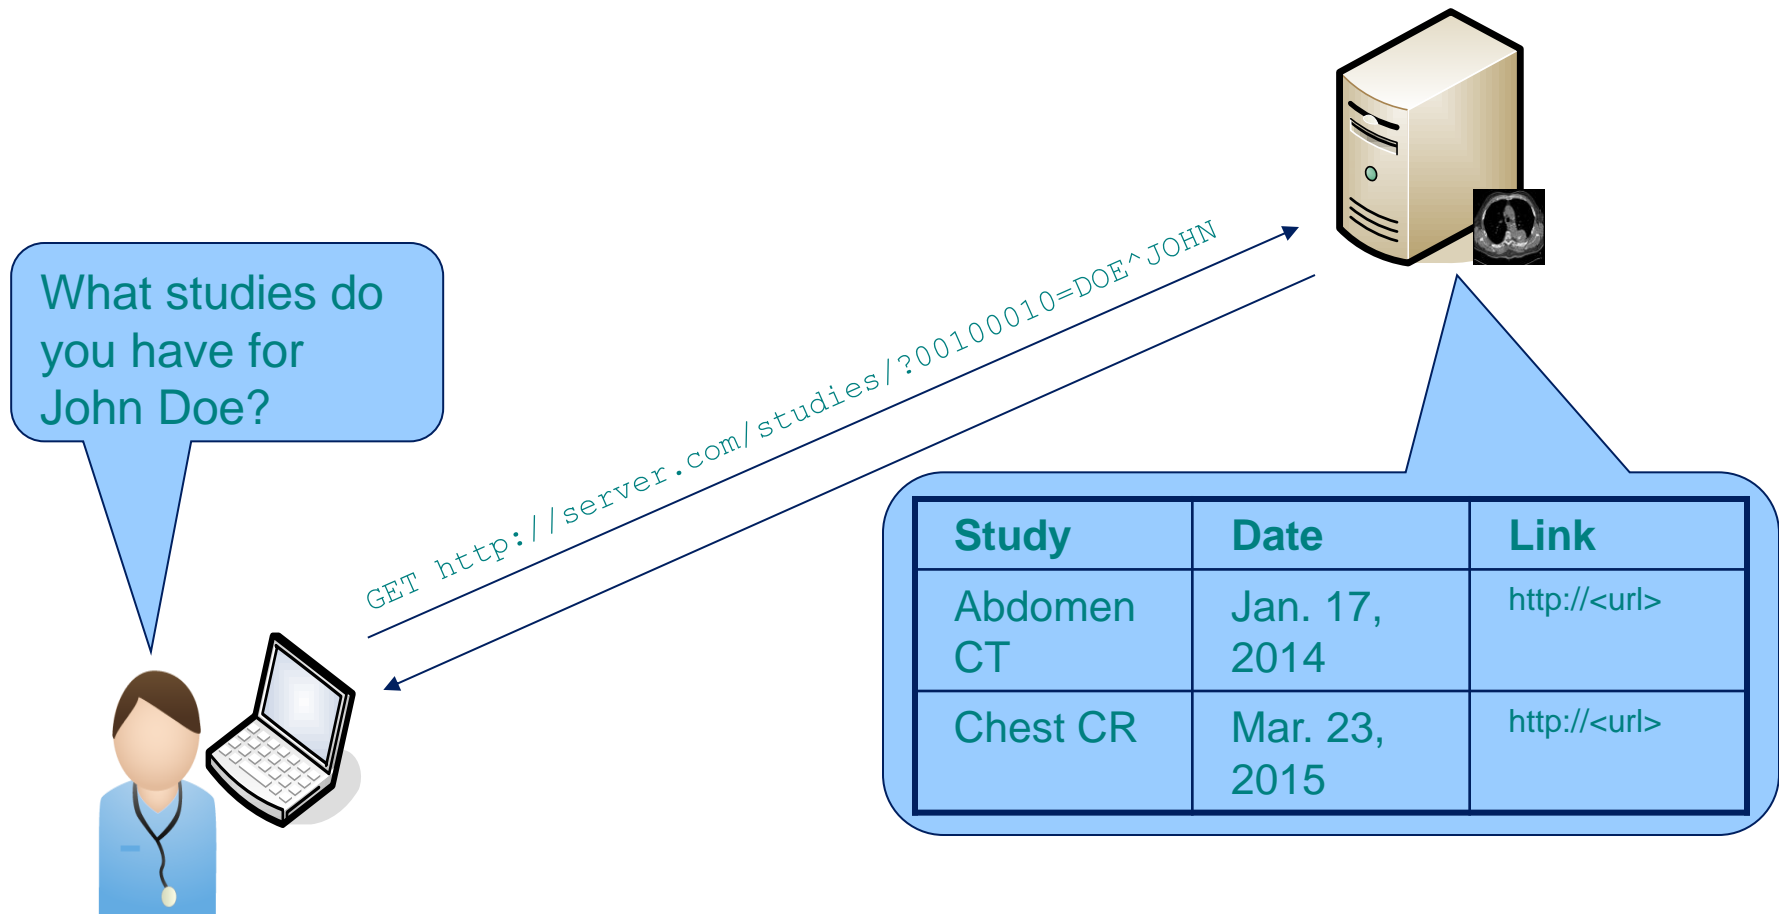 What studies do
you have for
John Doe?
GET http://server.com/studies/?00100010=DOE^JOHN
Study Date Link
Abdomen Jan. 17, http://<url>
CT 2014
Chest CR Mar. 23, http://<url>
2015